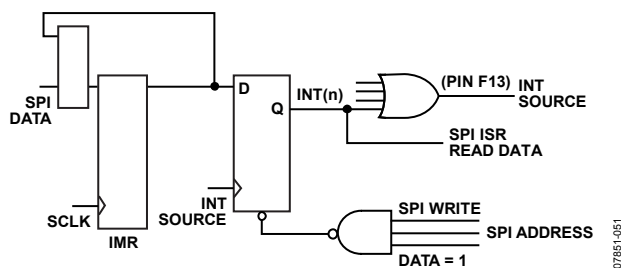 SPI
DATA
SCLK
IMR
D
Q
INT
SOURCE
INT(n)
(PIN F13)
INT
SOURCE
SPI ISR
READ DATA
SPI WRITE
SPI ADDRESS
DATA = 1
07851-051